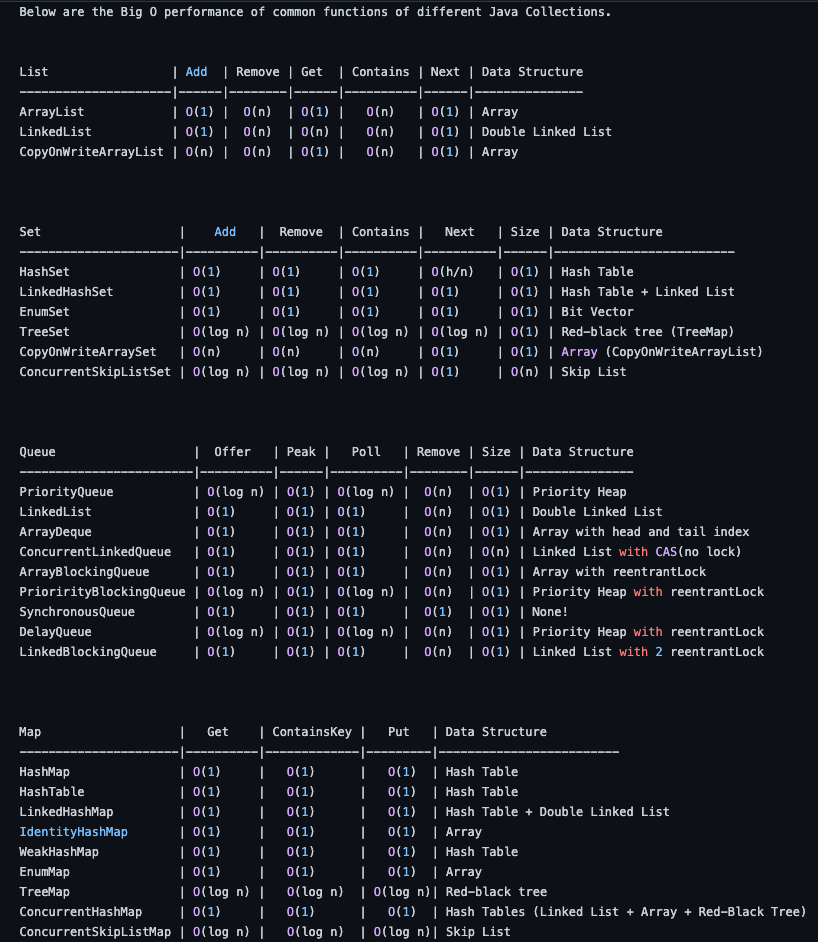 Below are the Big O performance of common functions of different Java Collections.
List                 | Add  | Remove | Get  | Contains | Next | Data Structure
---------------------|------|--------|------|----------|------|---------------
ArrayList            | O(1) |  O(n)  | O(1) |   O(n)   | O(1) | Array
LinkedList           | O(1) |  O(n)  | O(n) |   O(n)   | O(1) | Double Linked List
CopyOnWriteArrayList | O(n) |  O(n)  | O(1) |   O(n)   | O(1) | Array
Set                   |    Add   |  Remove  | Contains |   Next   | Size | Data Structure
----------------------|----------|----------|----------|----------|------|-------------------------
HashSet               | O(1)     | O(1)     | O(1)     | O(h/n)   | O(1) | Hash Table
LinkedHashSet         | O(1)     | O(1)     | O(1)     | O(1)     | O(1) | Hash Table + Linked List
EnumSet               | O(1)     | O(1)     | O(1)     | O(1)     | O(1) | Bit Vector
TreeSet               | O(log n) | O(log n) | O(log n) | O(log n) | O(1) | Red-black tree (TreeMap)
CopyOnWriteArraySet   | O(n)     | O(n)     | O(n)     | O(1)     | O(1) | Array (CopyOnWriteArrayList)
ConcurrentSkipListSet | O(log n) | O(log n) | O(log n) | O(1)     | O(n) | Skip List
Queue                   |  Offer   | Peak |   Poll   | Remove | Size | Data Structure
------------------------|----------|------|----------|--------|------|---------------
PriorityQueue           | O(log n) | O(1) | O(log n) |  O(n)  | O(1) | Priority Heap
LinkedList              | O(1)     | O(1) | O(1)     |  O(n)  | O(1) | Double Linked List
ArrayDeque              | O(1)     | O(1) | O(1)     |  O(n)  | O(1) | Array with head and tail index
ConcurrentLinkedQueue   | O(1)     | O(1) | O(1)     |  O(n)  | O(n) | Linked List with CAS(no lock)
ArrayBlockingQueue      | O(1)     | O(1) | O(1)     |  O(n)  | O(1) | Array with reentrantLock
PriorirityBlockingQueue | O(log n) | O(1) | O(log n) |  O(n)  | O(1) | Priority Heap with reentrantLock
SynchronousQueue        | O(1)     | O(1) | O(1)     |  O(1)  | O(1) | None!
DelayQueue              | O(log n) | O(1) | O(log n) |  O(n)  | O(1) | Priority Heap with reentrantLock
LinkedBlockingQueue     | O(1)     | O(1) | O(1)     |  O(n)  | O(1) | Linked List with 2 reentrantLock
Map                   |   Get    | ContainsKey |   Put   | Data Structure
----------------------|----------|-------------|---------|-------------------------
HashMap               | O(1)     |   O(1)      |   O(1)  | Hash Table
HashTable             | O(1)     |   O(1)      |   O(1)  | Hash Table
LinkedHashMap         | O(1)     |   O(1)      |   O(1)  | Hash Table + Double Linked List
IdentityHashMap       | O(1)     |   O(1)      |   O(1)  | Array
WeakHashMap           | O(1)     |   O(1)      |   O(1)  | Hash Table
EnumMap               | O(1)     |   O(1)      |   O(1)  | Array
TreeMap               | O(log n) |   O(log n)  | O(log n)| Red-black tree
ConcurrentHashMap     | O(1)     |   O(1)      |   O(1)  | Hash Tables (Linked List + Array + Red-Black Tree)
ConcurrentSkipListMap | O(log n) |   O(log n)  | O(log n)| Skip List